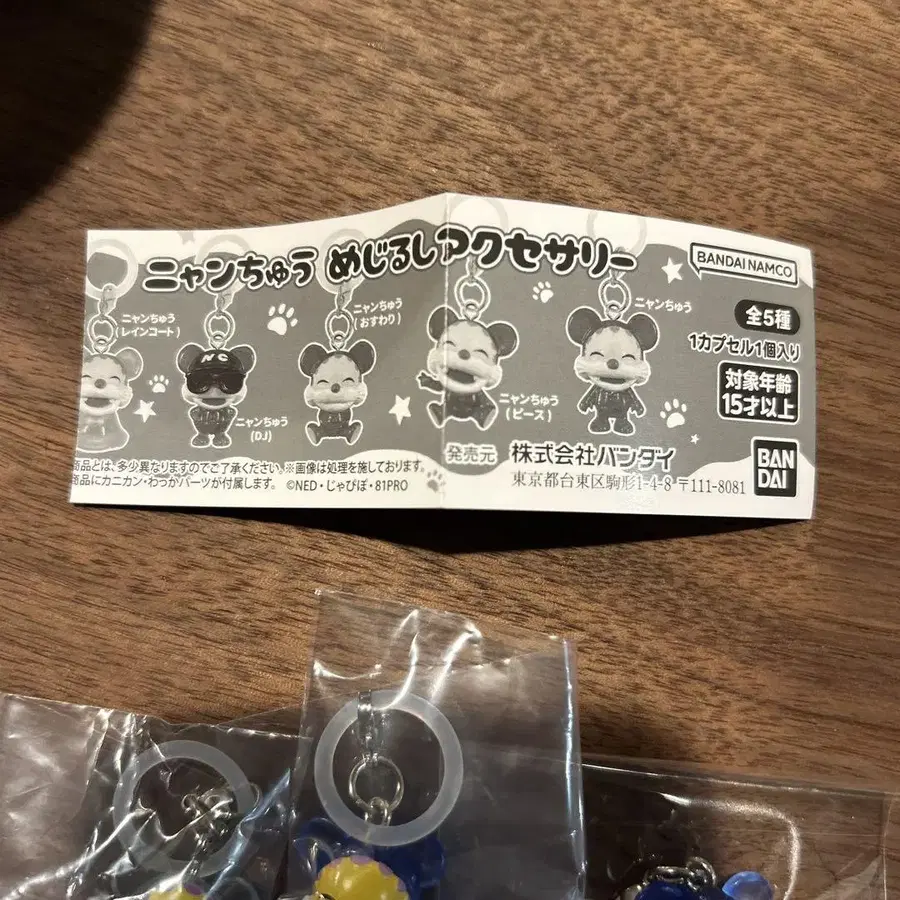 ニャンちゅう めじるしアクセサリー
BANDAI NAMCO
ニャンちゅう
(レインコート)
NC
ニャンちゅう
(DJ)
ニャンちゅう
(おすわり)
ニャンちゅう
(ピース)
ニャンちゅう
全5種
1カプセル1個入り
対象年齢
15才以上
商品とは、多少異なりますのでご了承ください。※画像は処理を施しております。
商品にカニカン・わっかパーツが付属します。 ©NED・じゃぴぽ・81PRO
発売元 株式会社バンダイ
東京都台東区駒形1-4-8 〒111-8081
BAN
DAI